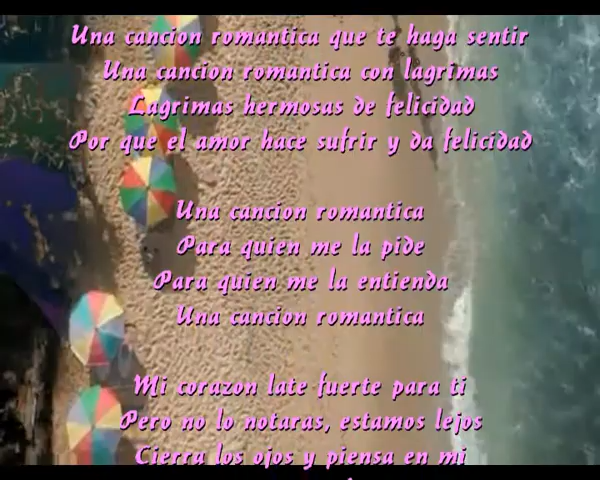 Una cancion romantica que te haga sentir
Una cancion romantica con lagrimas
Lagrimas hermosas de felicidad
Por que el amor hace sufrir y da felicidad
Una cancion romantica
Para quien me la pide
Para quien me la entienda
Una cancion romantica
Mi corazon late fuerte para ti
Pero no lo notaras, estamos lejos
Cierra los ojos y piensa en mi